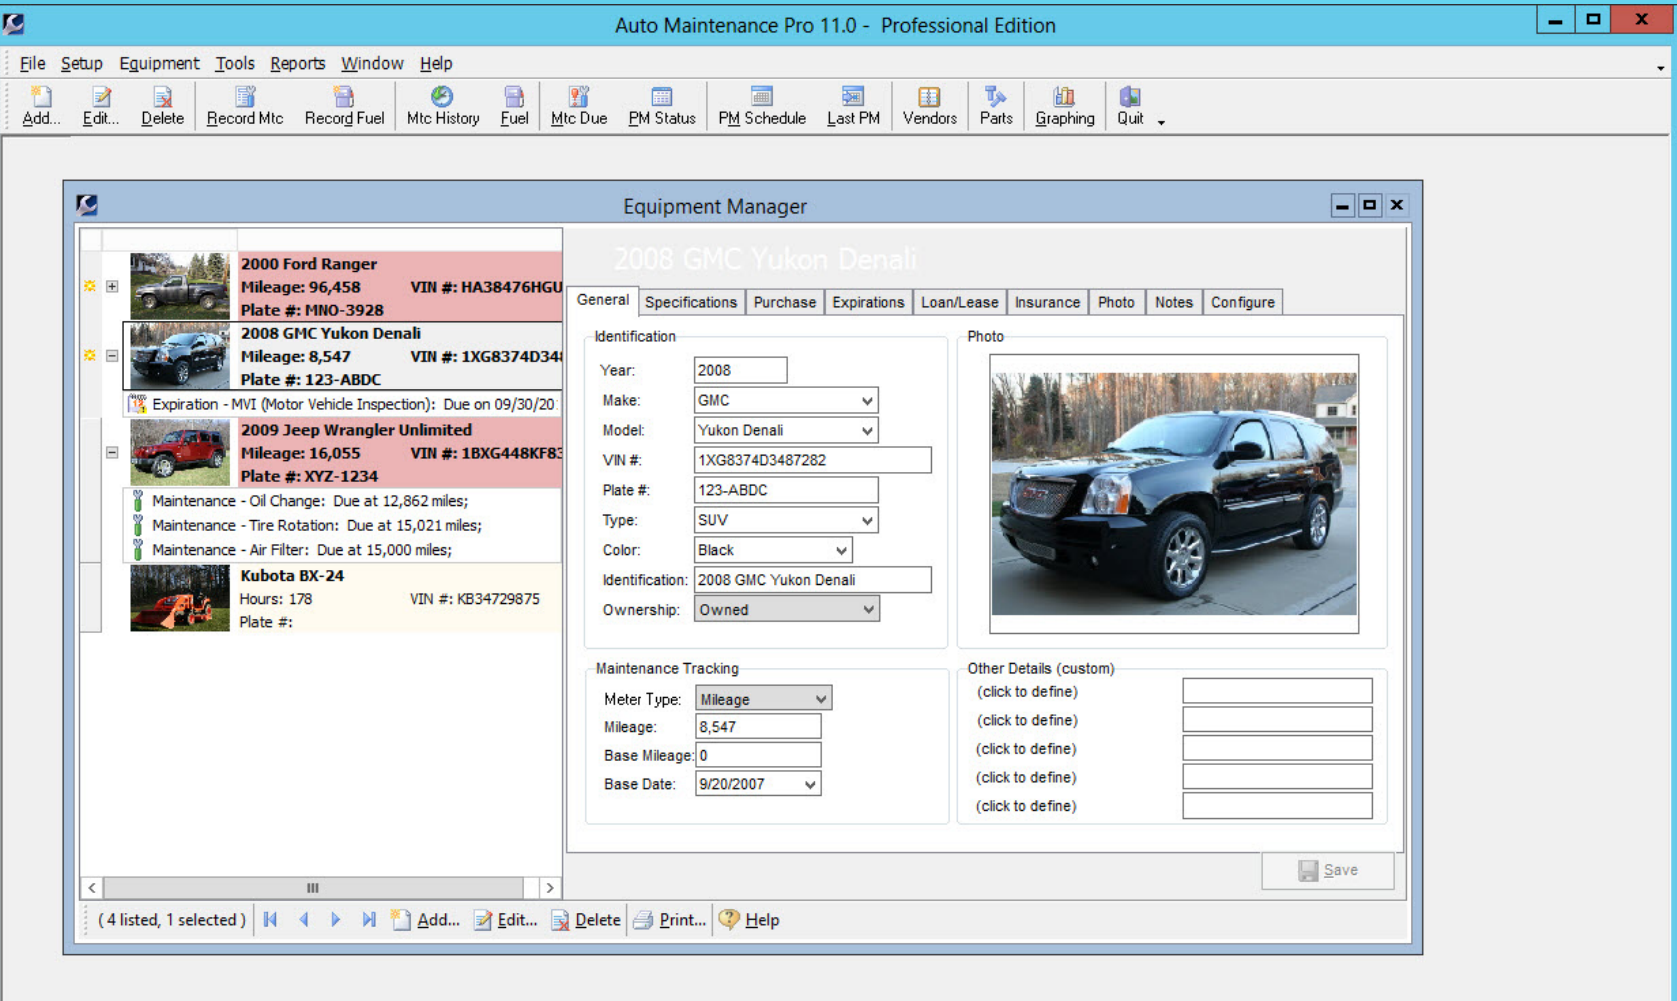 Auto Maintenance Pro 11.0 - Professional Edition
File Setup Equipment Tools Reports Window Help
Add... Edit... Delete Record Mtc Record Fuel Mtc History Fuel Mtc Due PM Status PM Schedule Last PM Vendors Parts Graphing Quit
Equipment Manager
2000 Ford Ranger
Mileage: 96,458 VIN #: HA38476HGU
Plate #: MNO-3928
2008 GMC Yukon Denali
Mileage: 8,547 VIN #: 1XG8374D348
Plate #: 123-ABDC
Expiration - MVI (Motor Vehicle Inspection): Due on 09/30/20
2009 Jeep Wrangler Unlimited
Mileage: 16,055 VIN #: 1BXG448KF83
Plate #: XYZ-1234
Maintenance - Oil Change: Due at 12,862 miles;
Maintenance - Tire Rotation: Due at 15,021 miles;
Maintenance - Air Filter: Due at 15,000 miles;
Kubota BX-24
Hours: 178 VIN #: KB34729875
Plate #:
2008 GMC Yukon Denali
General Specifications Purchase Expirations Loan/Lease Insurance Photo Notes Configure
Identification
Year: 2008
Make: GMC
Model: Yukon Denali
VIN #: 1XG8374D3487282
Plate #: 123-ABDC
Type: SUV
Color: Black
Identification: 2008 GMC Yukon Denali
Ownership: Owned
Photo
Maintenance Tracking
Meter Type: Mileage
Mileage: 8,547
Base Mileage: 0
Base Date: 9/20/2007
Other Details (custom)
(click to define)
(click to define)
(click to define)
(click to define)
(click to define)
Save
( 4 listed, 1 selected ) Add... Edit... Delete Print... Help